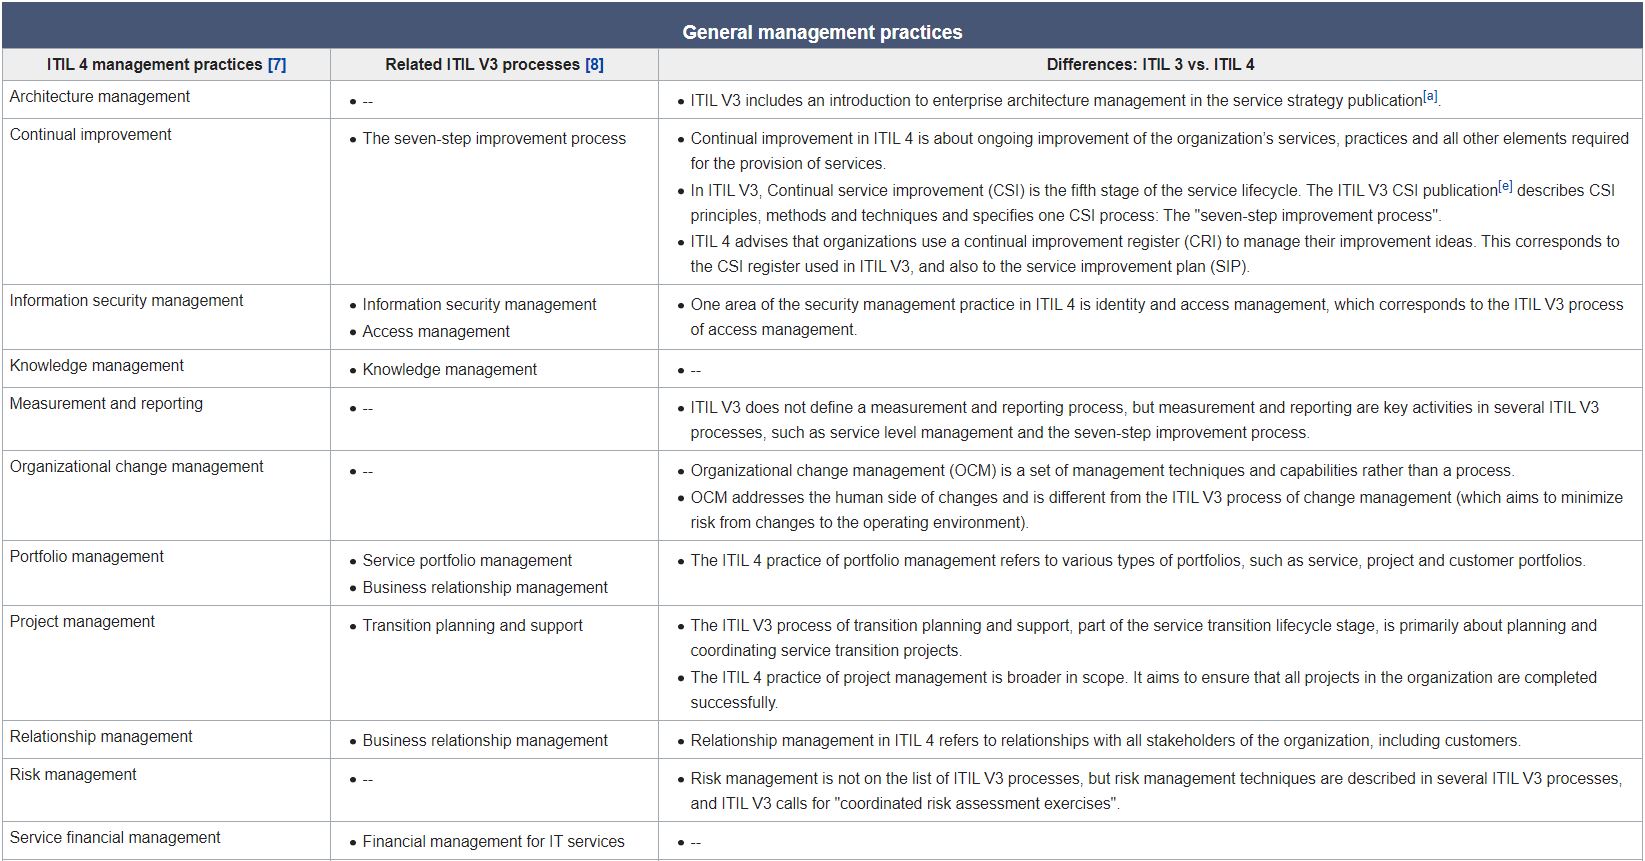 General management practices
ITIL 4 management practices [7]
Related ITIL V3 processes [8]
Differences: ITIL 3 vs. ITIL 4
Architecture management
• --
• ITIL V3 includes an introduction to enterprise architecture management in the service strategy publication[a].
Continual improvement
• The seven-step improvement process
• Continual improvement in ITIL 4 is about ongoing improvement of the organization’s services, practices and all other elements required
for the provision of services.
• In ITIL V3, Continual service improvement (CSI) is the fifth stage of the service lifecycle. The ITIL V3 CSI publication[e] describes CSI
principles, methods and techniques and specifies one CSI process: The "seven-step improvement process".
• ITIL 4 advises that organizations use a continual improvement register (CRI) to manage their improvement ideas. This corresponds to
the CSI register used in ITIL V3, and also to the service improvement plan (SIP).
Information security management
• Information security management
• Access management
• One area of the security management practice in ITIL 4 is identity and access management, which corresponds to the ITIL V3 process
of access management.
Knowledge management
• Knowledge management
• --
Measurement and reporting
• --
• ITIL V3 does not define a measurement and reporting process, but measurement and reporting are key activities in several ITIL V3
processes, such as service level management and the seven-step improvement process.
Organizational change management
• --
• Organizational change management (OCM) is a set of management techniques and capabilities rather than a process.
• OCM addresses the human side of changes and is different from the ITIL V3 process of change management (which aims to minimize
risk from changes to the operating environment).
Portfolio management
• Service portfolio management
• Business relationship management
• The ITIL 4 practice of portfolio management refers to various types of portfolios, such as service, project and customer portfolios.
Project management
• Transition planning and support
• The ITIL V3 process of transition planning and support, part of the service transition lifecycle stage, is primarily about planning and
coordinating service transition projects.
• The ITIL 4 practice of project management is broader in scope. It aims to ensure that all projects in the organization are completed
successfully.
Relationship management
• Business relationship management
• Relationship management in ITIL 4 refers to relationships with all stakeholders of the organization, including customers.
Risk management
• --
• Risk management is not on the list of ITIL V3 processes, but risk management techniques are described in several ITIL V3 processes,
and ITIL V3 calls for "coordinated risk assessment exercises".
Service financial management
• Financial management for IT services
• --